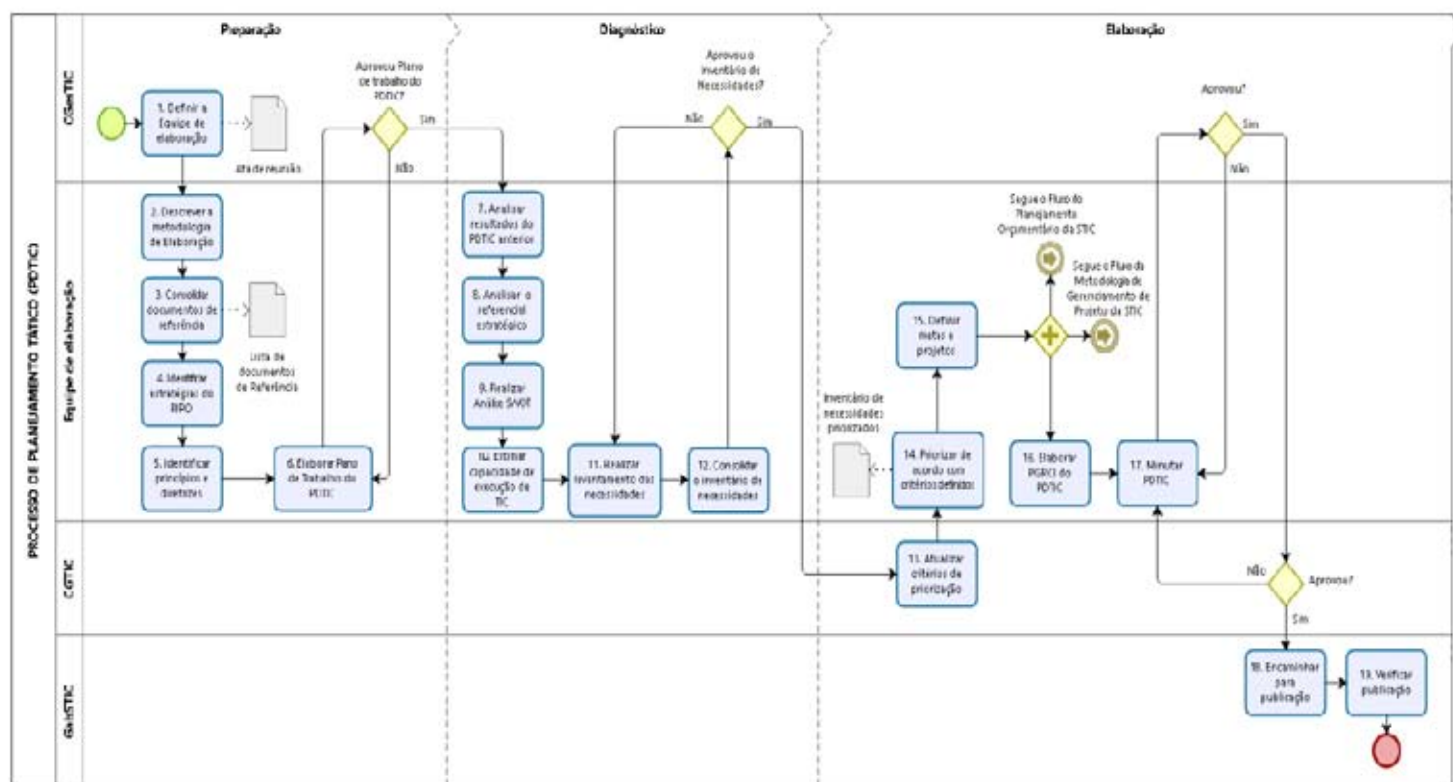 PROCESSO DE PLANEJAMENTO TÁTICO (PDTIC)
Preparação
Diagnóstico
Elaboração
CGesTIC
1. Definir a
Equipe de
elaboração
Ata de reunião
Aprovou Plano
de trabalho do
PDTIC?
Sim
Não
Aprovou o
Inventário de
Necessidades?
Não
Sim
Aprovou?
Sim
Não
Equipe de elaboração
2. Descrever a
metodologia
de Elaboração
3. Consolidar
documentos de
referência
Lista de
documentos
de Referência
4. Identificar
estratégias do
5. Identificar
princípios e
diretrizes
6. Elaborar Plano
de Trabalho do
PDTIC
7. Analisar
resultados do
PDTIC anterior
8. Analisar o
referencial
estratégico
9. Realizar
Análise SWOT
10. Estimar
capacidade de
execução de
TIC
11. Realizar
levantamento das
necessidades
12. Consolidar
o inventário de
necessidades
Inventário de
necessidades
priorizados
14. Priorizar de
acordo com
critérios definidos
15. Definir
metas e
projetos
Segue o Fluxo do
Planejamento
Orçamentário da STIC
Segue o Fluxo da
Metodologia de
Gerenciamento de
Projetos da STIC
16. Elaborar
do
PDTIC
17. Minutar
PDTIC
CGTIC
Atualizar
critérios de
priorização
Não
Aprovou?
Sim
GabSTIC
18. Encaminhar
para
publicação
19. Verificar
publicação